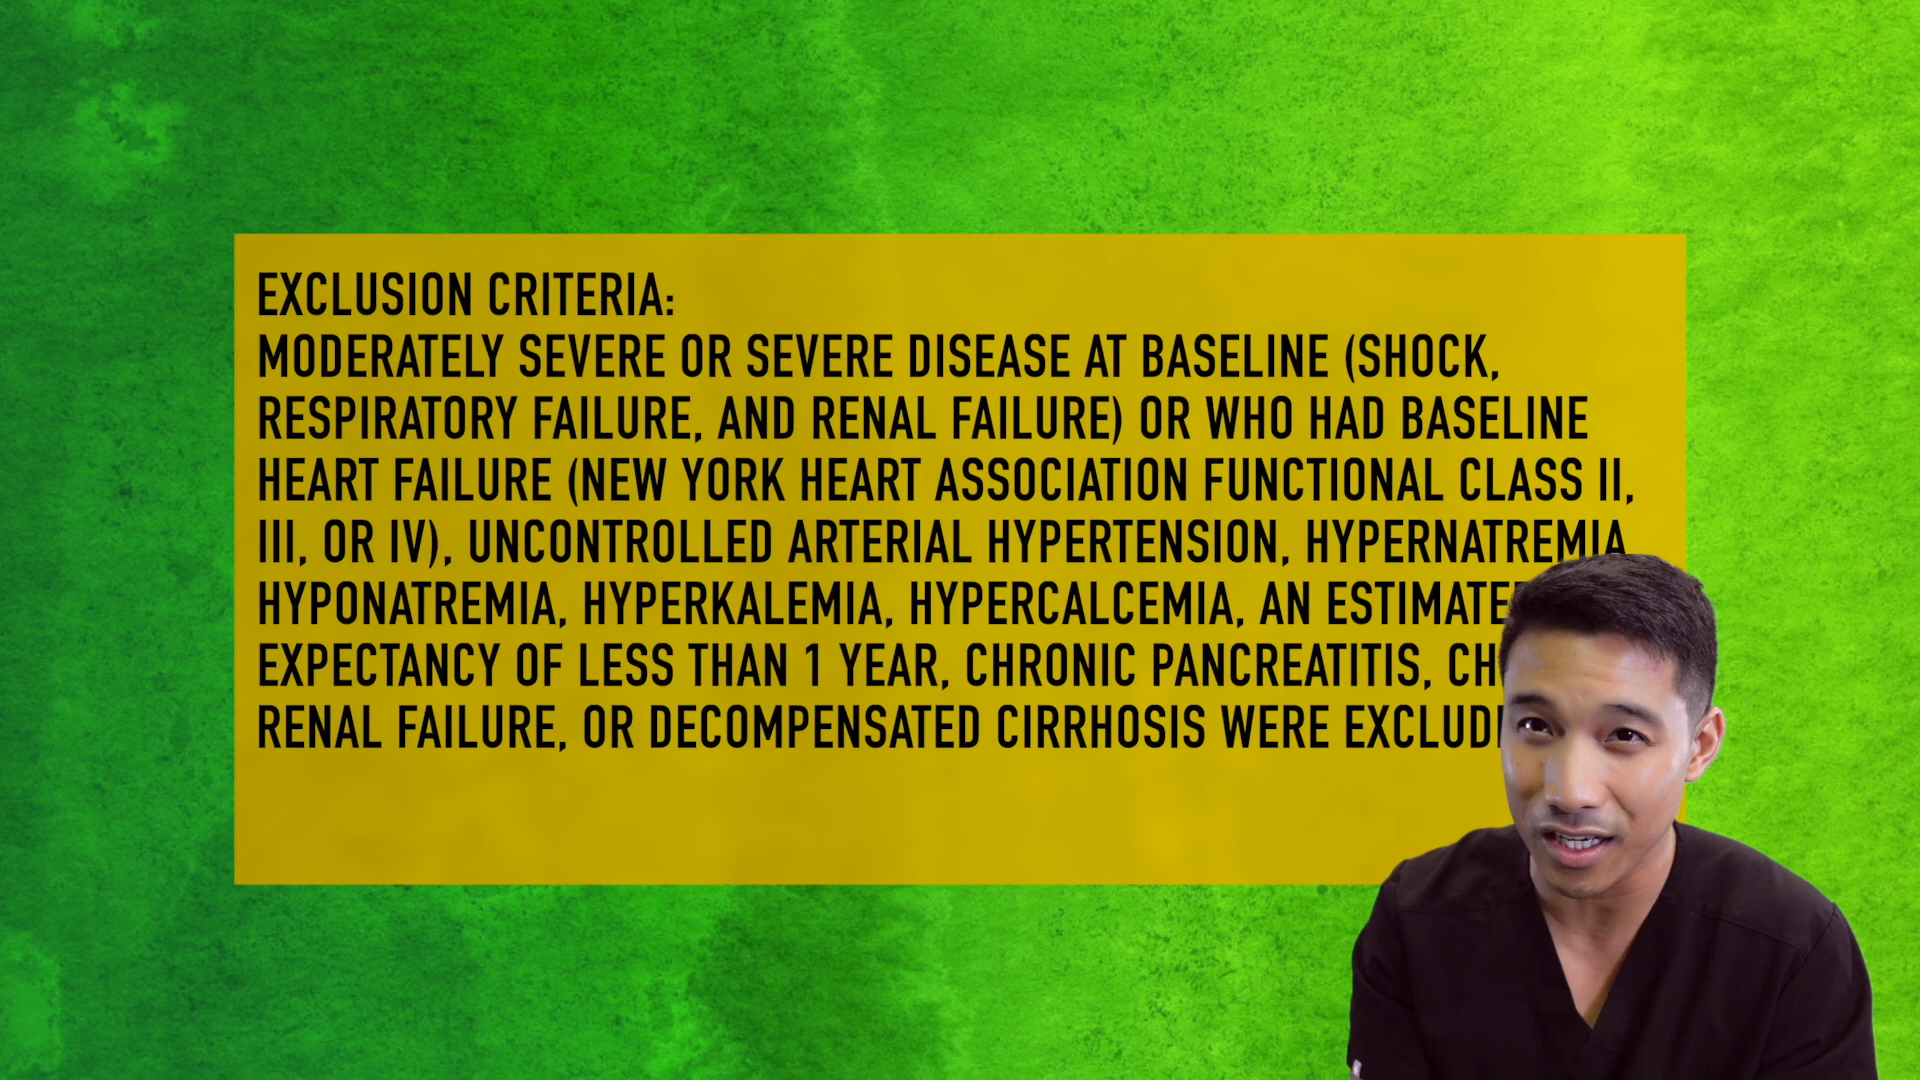 EXCLUSION CRITERIA:
MODERATELY SEVERE OR SEVERE DISEASE AT BASELINE (SHOCK,
RESPIRATORY FAILURE, AND RENAL FAILURE) OR WHO HAD BASELINE
HEART FAILURE (NEW YORK HEART ASSOCIATION FUNCTIONAL CLASS II,
III, OR IV), UNCONTROLLED ARTERIAL HYPERTENSION, HYPERNATREMIA
HYPONATREMIA, HYPERKALEMIA, HYPERCALCEMIA, AN
EXPECTANCY OF LESS THAN 1 YEAR, CHRONIC PANCREATITIS,
RENAL FAILURE, OR DECOMPENSATED CIRRHOSIS WERE